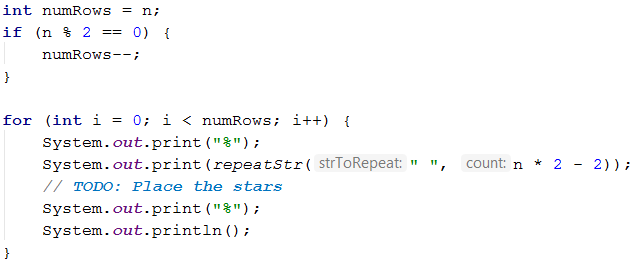 int numRows = n;
if (n % 2 == 0) {
    numRows--;
}

for (int i = 0; i < numRows; i++) {
    System.out.print("%");
    System.out.print(repeatStr( strToRepeat: " ", count: n * 2 - 2));
    // TODO: Place the stars
    System.out.print("%");
    System.out.println();
}